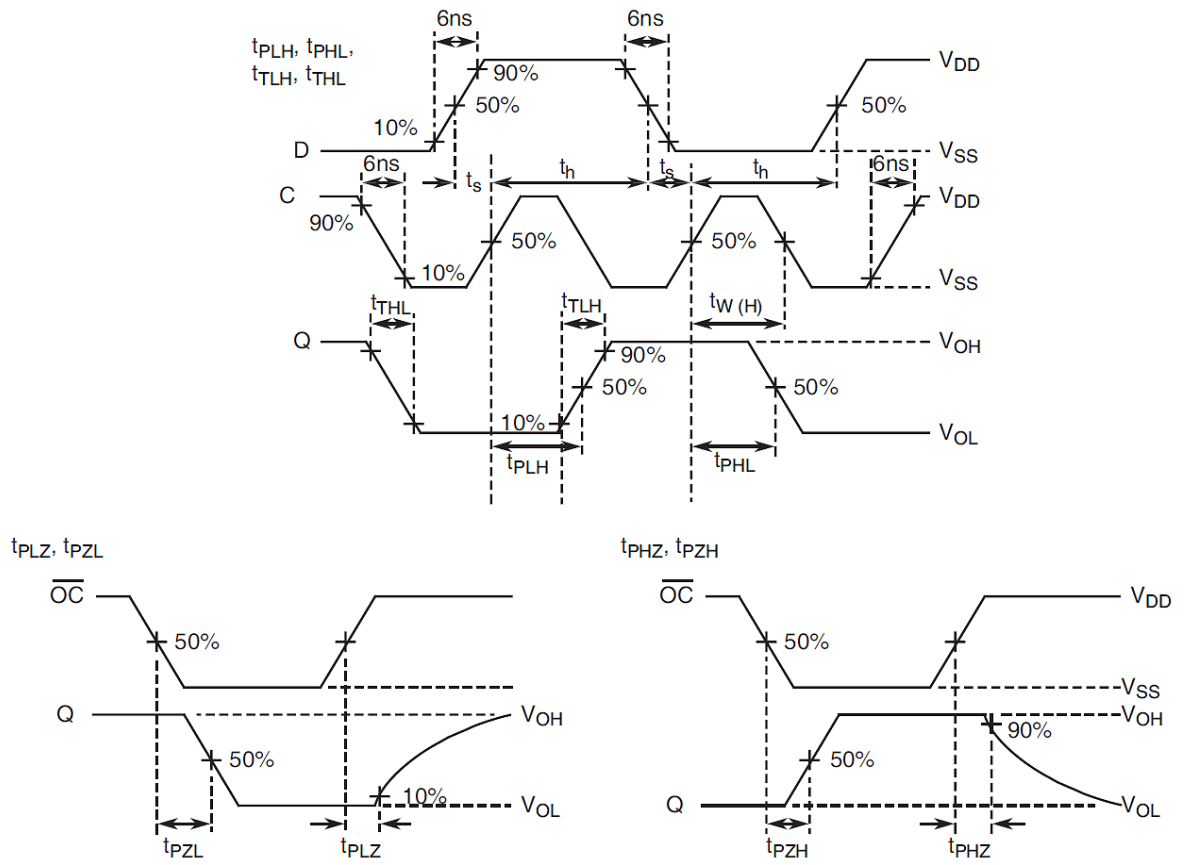 6ns
6ns
tPLH, tPHL,
tTLH, tTHL
VDD
90%
50%
50%
10%
D
VSS
6ns
ts
th
ts
th
6ns
C
VDD
90%
50%
50%
10%
VSS
tTHL
tTLH
tW (H)
Q
VOH
90%
50%
50%
10%
VOL
tPLH
tPHL
tPLZ, tPZL
tPHZ, tPZH
OC
OC
VDD
50%
50%
VSS
Q
VOH
VOH
90%
50%
50%
10%
VOL
Q
VOL
tPZL
tPLZ
tPZH
tPHZ